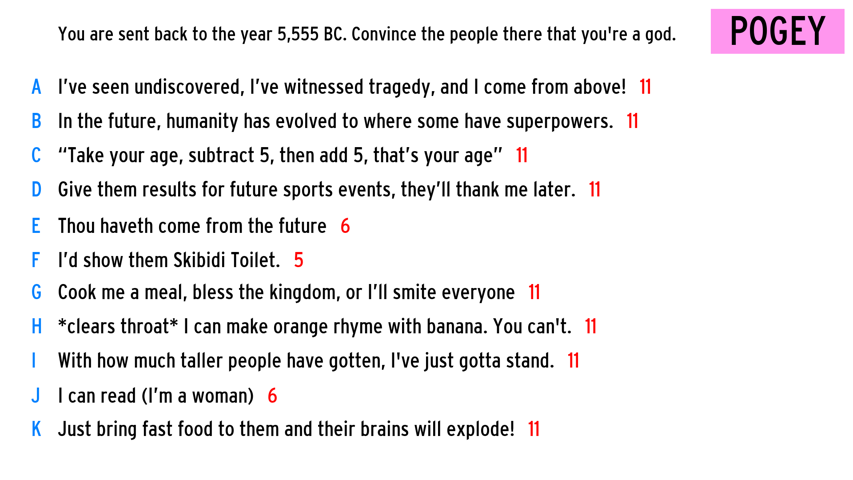 You are sent back to the year 5,555 BC. Convince the people there that you're a god.
POGEY
A I've seen undiscovered, I've witnessed tragedy, and I come from above! 11
B In the future, humanity has evolved to where some have superpowers. 11
C “Take your age, subtract 5, then add 5, that's your age” 11
D Give them results for future sports events, they'll thank me later. 11
E Thou haveth come from the future 6
F I'd show them Skibidi Toilet. 5
G Cook me a meal, bless the kingdom, or I'll smite everyone 11
H *clears throat* I can make orange rhyme with banana. You can't. 11
I With how much taller people have gotten, I've just gotta stand. 11
J I can read (I'm a woman) 6
K Just bring fast food to them and their brains will explode! 11